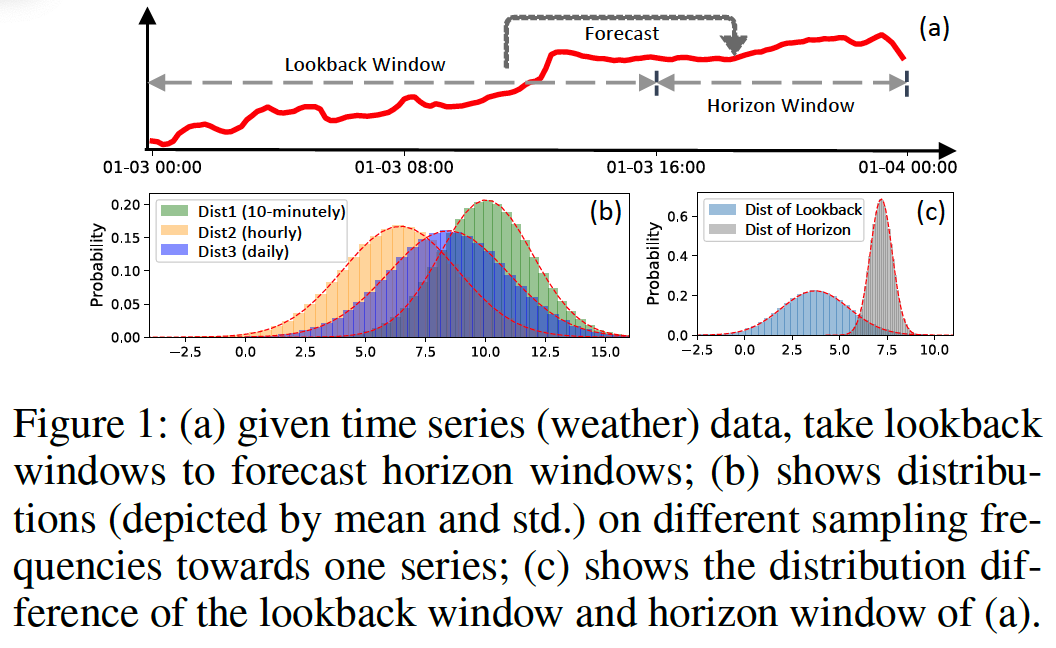 (a)
Forecast
Lookback Window
Horizon Window
01-03 00:00 01-03 08:00 01-03 16:00 01-04 00:00
(b)
Probability
0.20
0.15
0.10
0.05
0.00
Dist1 (10-minutely)
Dist2 (hourly)
Dist3 (daily)
−2.5 0.0 2.5 5.0 7.5 10.0 12.5 15.0
(c)
Probability
0.6
0.4
0.2
0.0
Dist of Lookback
Dist of Horizon
−2.5 0.0 2.5 5.0 7.5 10.0
Figure 1: (a) given time series (weather) data, take lookback
windows to forecast horizon windows; (b) shows distribu-
tions (depicted by mean and std.) on different sampling fre-
quencies towards one series; (c) shows the distribution dif-
ference of the lookback window and horizon window of (a).